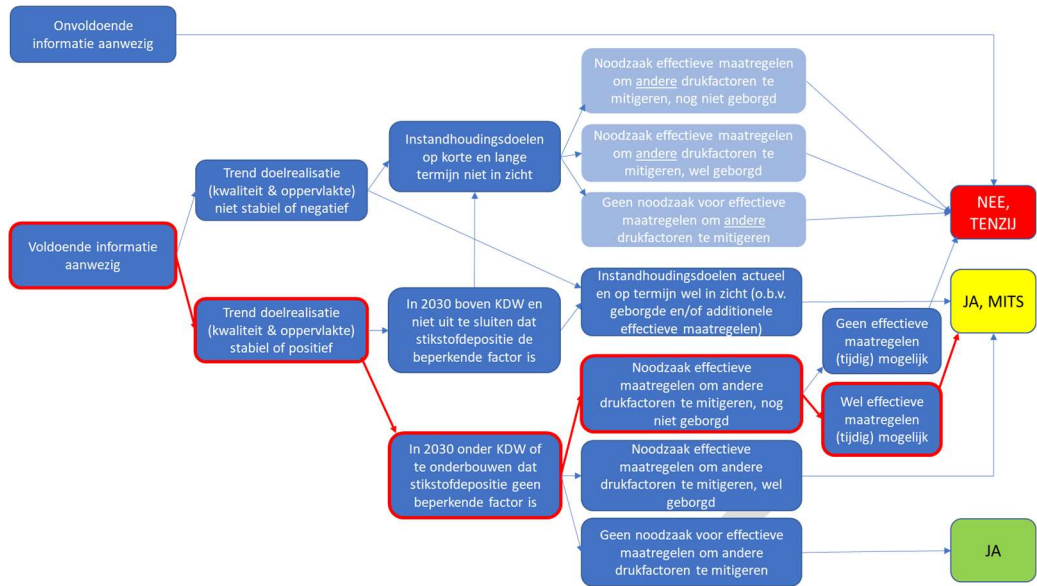 Onvoldoende
informatie aanwezig
Noodzaak effectieve maatregelen
om andere drukfactoren te
mitigeren, nog niet geborgd
Noodzaak effectieve maatregelen
om andere drukfactoren te
mitigeren, wel geborgd
Geen noodzaak voor effectieve
maatregelen om andere
drukfactoren te mitigeren
Instandhoudingsdoelen
op korte en lange
termijn niet in zicht
Trend doelrealisatie
(kwaliteit & oppervlakte)
niet stabiel of negatief
NEE,
TENZIJ
Voldoende informatie
aanwezig
Trend doelrealisatie
(kwaliteit & oppervlakte)
stabiel of positief
In 2030 boven KDW en
niet uit te sluiten dat
stikstofdepositie de
beperkende factor is
Instandhoudingsdoelen actueel
en op termijn wel in zicht (o.b.v.
geborgde en/of additionele
effectieve maatregelen)
JA, MITS
Geen effectieve
maatregelen
(tijdig) mogelijk
Noodzaak effectieve
maatregelen om andere
drukfactoren te mitigeren, nog
niet geborgd
Wel effectieve
maatregelen
(tijdig) mogelijk
In 2030 onder KDW of
te onderbouwen dat
stikstofdepositie geen
beperkende factor is
Noodzaak effectieve
maatregelen om andere
drukfactoren te mitigeren, wel
geborgd
Geen noodzaak voor effectieve
maatregelen om andere
drukfactoren te mitigeren
JA